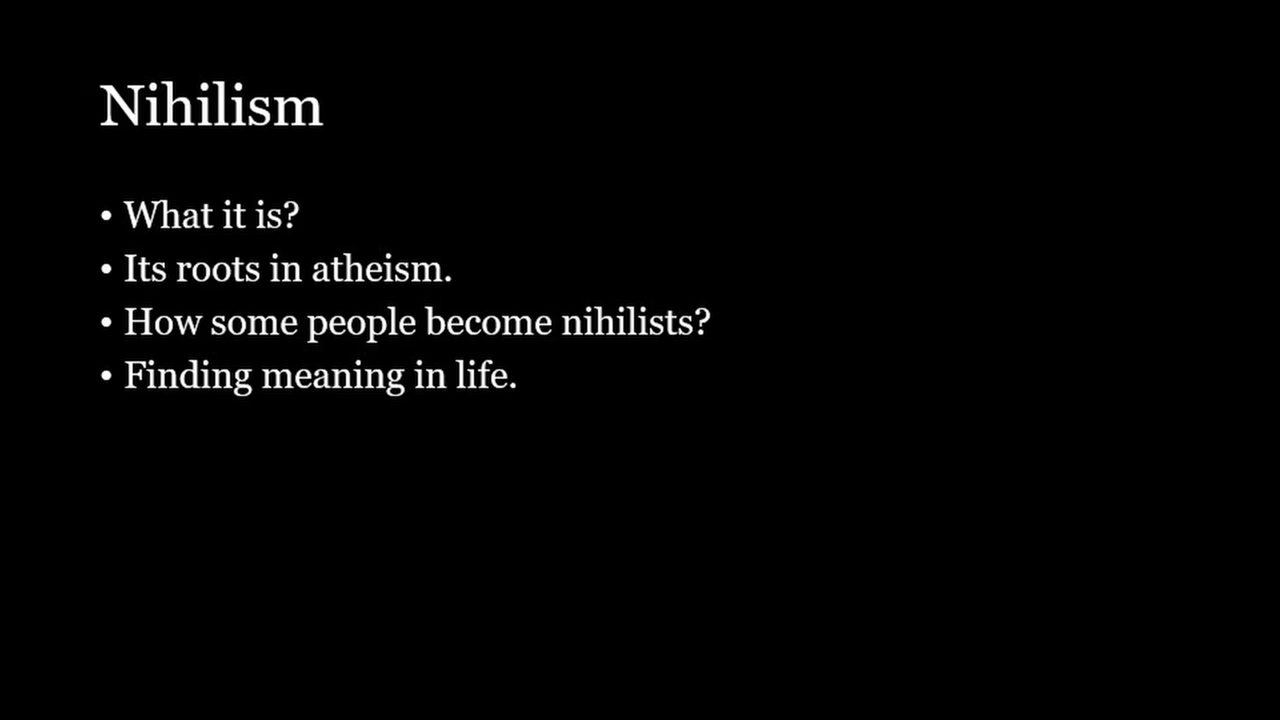 Nihilism
• What it is?
• Its roots in atheism.
• How some people become nihilists?
• Finding meaning in life.